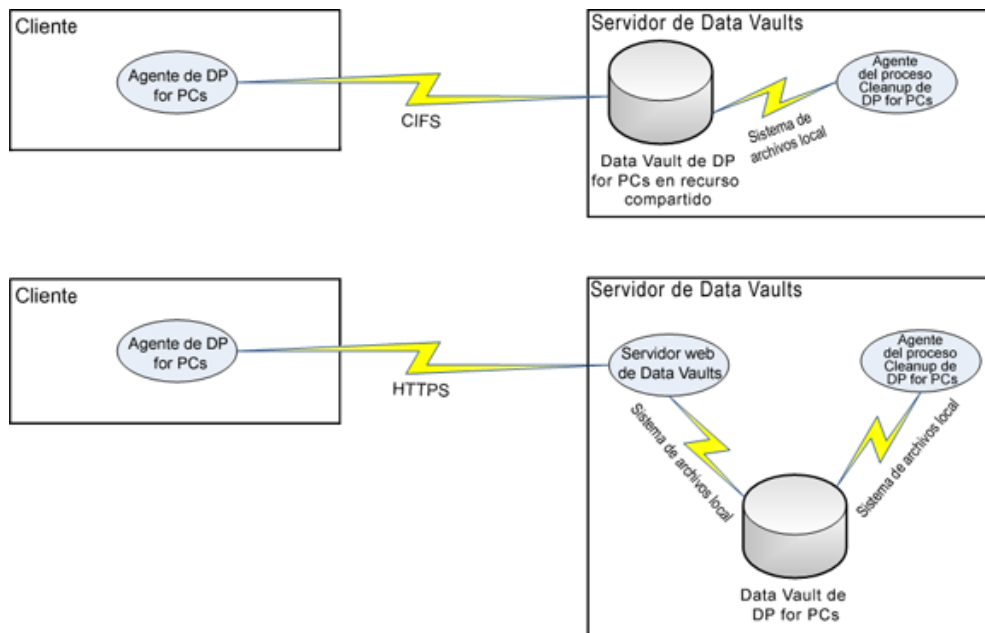 Cliente
Agente de DP
for PCs
CIFS
Servidor de Data Vaults
Agente
del proceso
Cleanup de
DP for PCs
Sistema de
archivos local
Data Vault de DP
for PCs en recurso
compartido
Cliente
Agente de DP
for PCs
HTTPS
Servidor de Data Vaults
Servidor web
de Data Vaults
Agente
del proceso
Cleanup de
DP for PCs
Sistema de archivos local
Sistema de archivos local
Data Vault de
DP for PCs